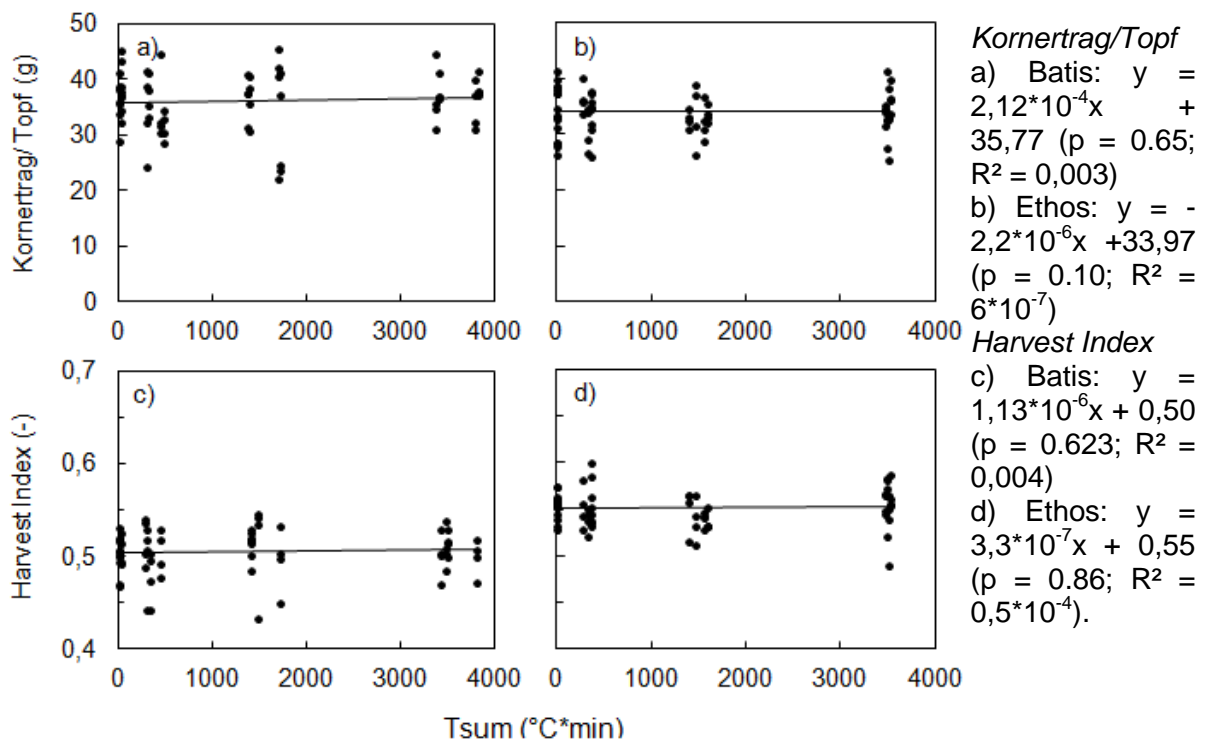 Kornertrag/ Topf (g)
50
40
30
20
10
0
a)
0 1000 2000 3000 4000
b)
0 1000 2000 3000 4000
Harvest Index (-)
0,7
0,6
0,5
0,4
c)
0 1000 2000 3000 4000
d)
0 1000 2000 3000 4000
Tsum (°C*min)
Kornertrag/Topf
a) Batis: y =
2,12*10⁻⁴x +
35,77 (p = 0.65;
R² = 0,003)
b) Ethos: y = -
2,2*10⁻⁶x +33,97
(p = 0.10; R² =
6*10⁻⁷)
Harvest Index
c) Batis: y =
1,13*10⁻⁶x + 0,50
(p = 0.623; R² =
0,004)
d) Ethos: y =
3,3*10⁻⁷x + 0,55
(p = 0.86; R² =
0,5*10⁻⁴).